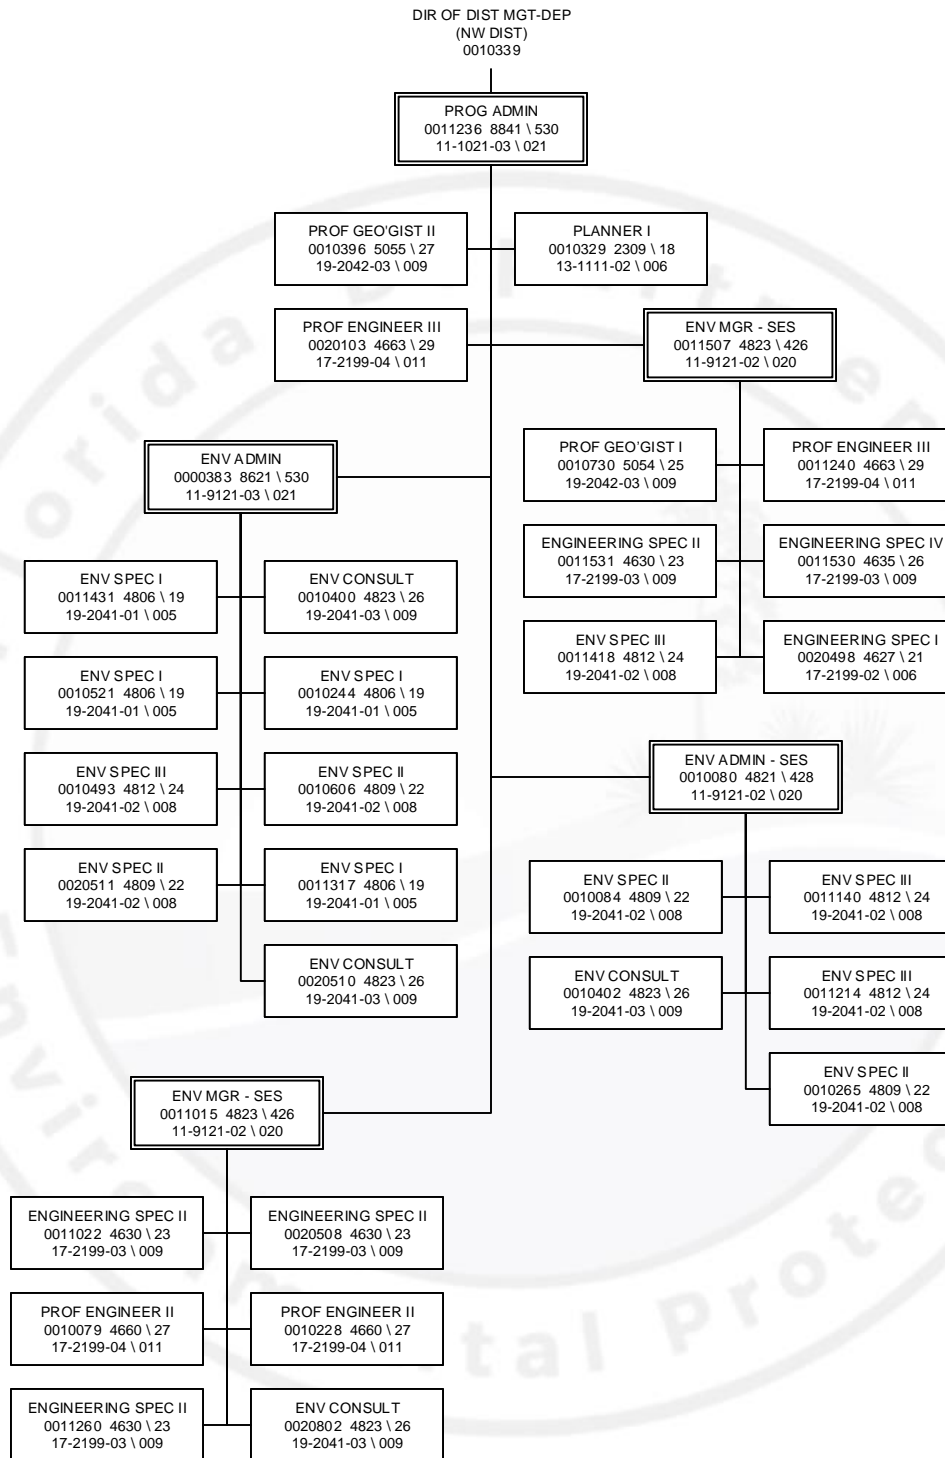 DIR OF DIST MGT-DEP
(NW DIST)
0010339
PROG ADMIN
0011236 8841 \ 530
11-1021-03 \ 021
PROF GEO'GIST II
0010396 5055 \ 27
19-2042-03 \ 009
PLANNER I
0010329 2309 \ 18
13-1111-02 \ 006
PROF ENGINEER III
0020103 4663 \ 29
17-2199-04 \ 011
ENV MGR - SES
0011507 4823 \ 426
11-9121-02 \ 020
PROF GEO'GIST I
0010730 5054 \ 25
19-2042-03 \ 009
PROF ENGINEER III
0011240 4663 \ 29
17-2199-04 \ 011
ENGINEERING SPEC II
0011531 4630 \ 23
17-2199-03 \ 009
ENGINEERING SPEC IV
0011530 4635 \ 26
17-2199-03 \ 009
ENV SPEC III
0011418 4812 \ 24
19-2041-02 \ 008
ENGINEERING SPEC I
0020498 4627 \ 21
17-2199-02 \ 006
ENV ADMIN
0000383 8621 \ 530
11-9121-03 \ 021
ENV SPEC I
0011431 4806 \ 19
19-2041-01 \ 005
ENV CONSULT
0010400 4823 \ 26
19-2041-03 \ 009
ENV SPEC I
0010521 4806 \ 19
19-2041-01 \ 005
ENV SPEC I
0010244 4806 \ 19
19-2041-01 \ 005
ENV SPEC III
0010493 4812 \ 24
19-2041-02 \ 008
ENV SPEC II
0010606 4809 \ 22
19-2041-02 \ 008
ENV SPEC II
0020511 4809 \ 22
19-2041-02 \ 008
ENV SPEC I
0011317 4806 \ 19
19-2041-01 \ 005
ENV CONSULT
0020510 4823 \ 26
19-2041-03 \ 009
ENV ADMIN - SES
0010080 4821 \ 428
11-9121-02 \ 020
ENV SPEC II
0010084 4809 \ 22
19-2041-02 \ 008
ENV SPEC III
0011140 4812 \ 24
19-2041-02 \ 008
ENV CONSULT
0010402 4823 \ 26
19-2041-03 \ 009
ENV SPEC III
0011214 4812 \ 24
19-2041-02 \ 008
ENV SPEC II
0010265 4809 \ 22
19-2041-02 \ 008
ENV MGR - SES
0011015 4823 \ 426
11-9121-02 \ 020
ENGINEERING SPEC II
0011022 4630 \ 23
17-2199-03 \ 009
ENGINEERING SPEC II
0020508 4630 \ 23
17-2199-03 \ 009
PROF ENGINEER II
0010079 4660 \ 27
17-2199-04 \ 011
PROF ENGINEER II
0010228 4660 \ 27
17-2199-04 \ 011
ENGINEERING SPEC II
0011260 4630 \ 23
17-2199-03 \ 009
ENV CONSULT
0020802 4823 \ 26
19-2041-03 \ 009